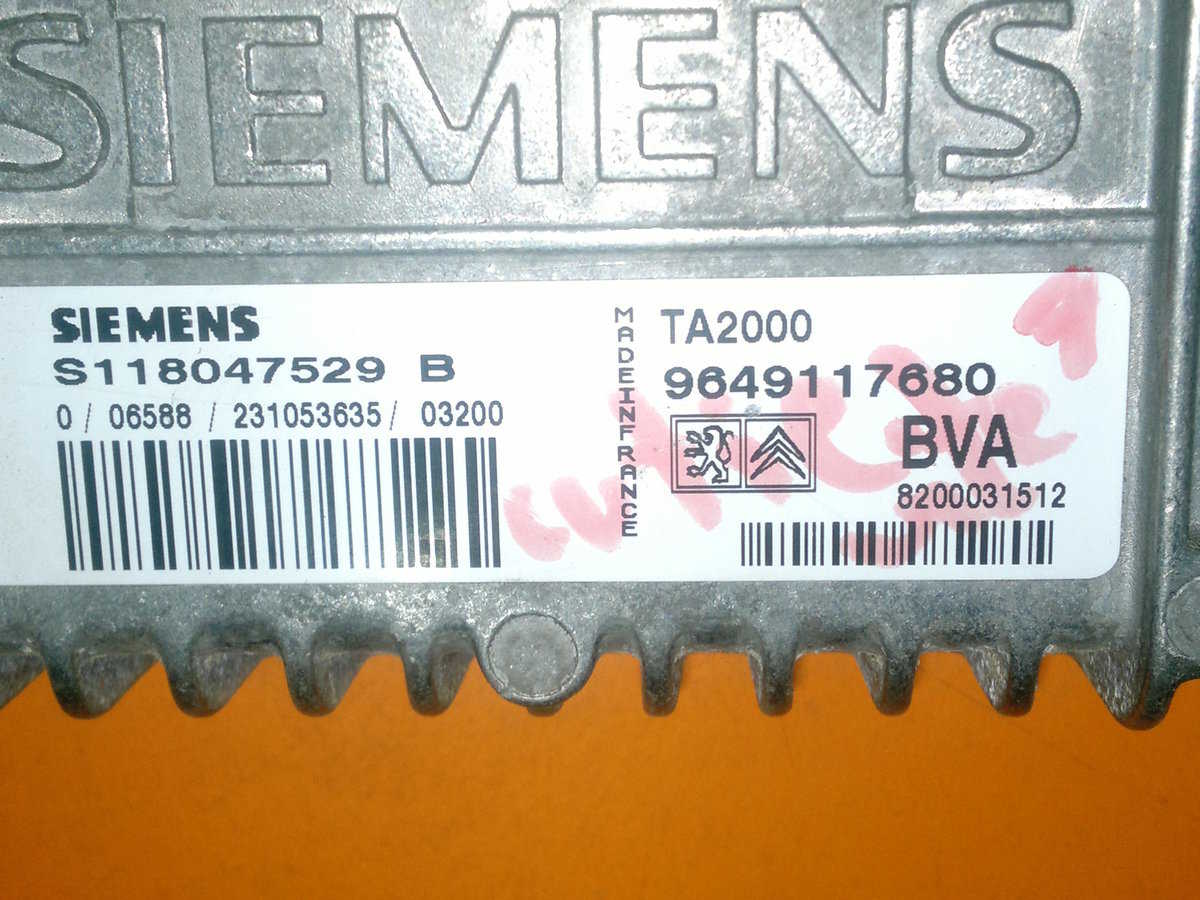 SIEMENS
SIEMENS
S118047529 B
0 / 06588 / 231053635 / 03200
MADE IN FRANCE
TA2000
9649117680
BVA
8200031512